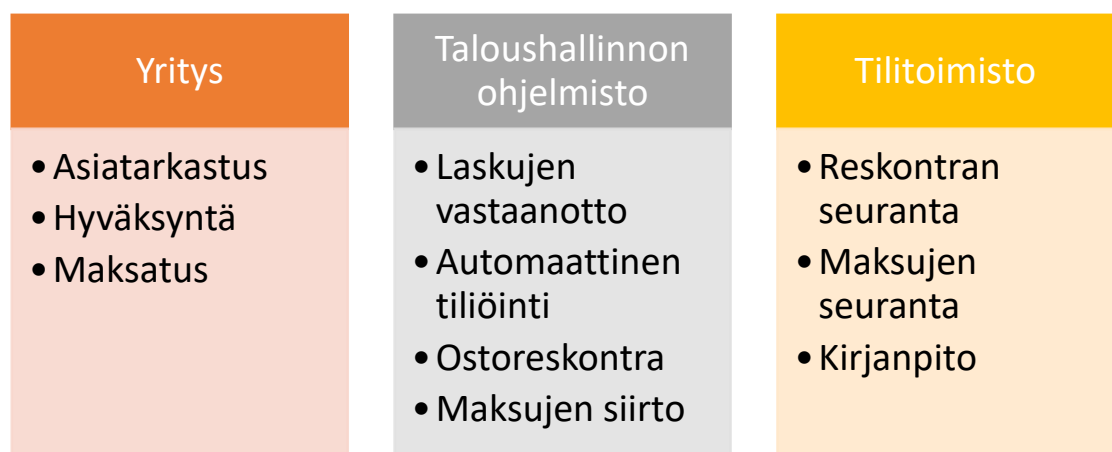 Yritys
• Asiatarkastus
• Hyväksyntä
• Maksatus
Taloushallinnon
ohjelmisto
• Laskujen
vastaanotto
• Automaattinen
tiliöinti
• Ostoreskontra
• Maksujen siirto
Tilitoimisto
• Reskontran
seuranta
• Maksujen
seuranta
• Kirjanpito